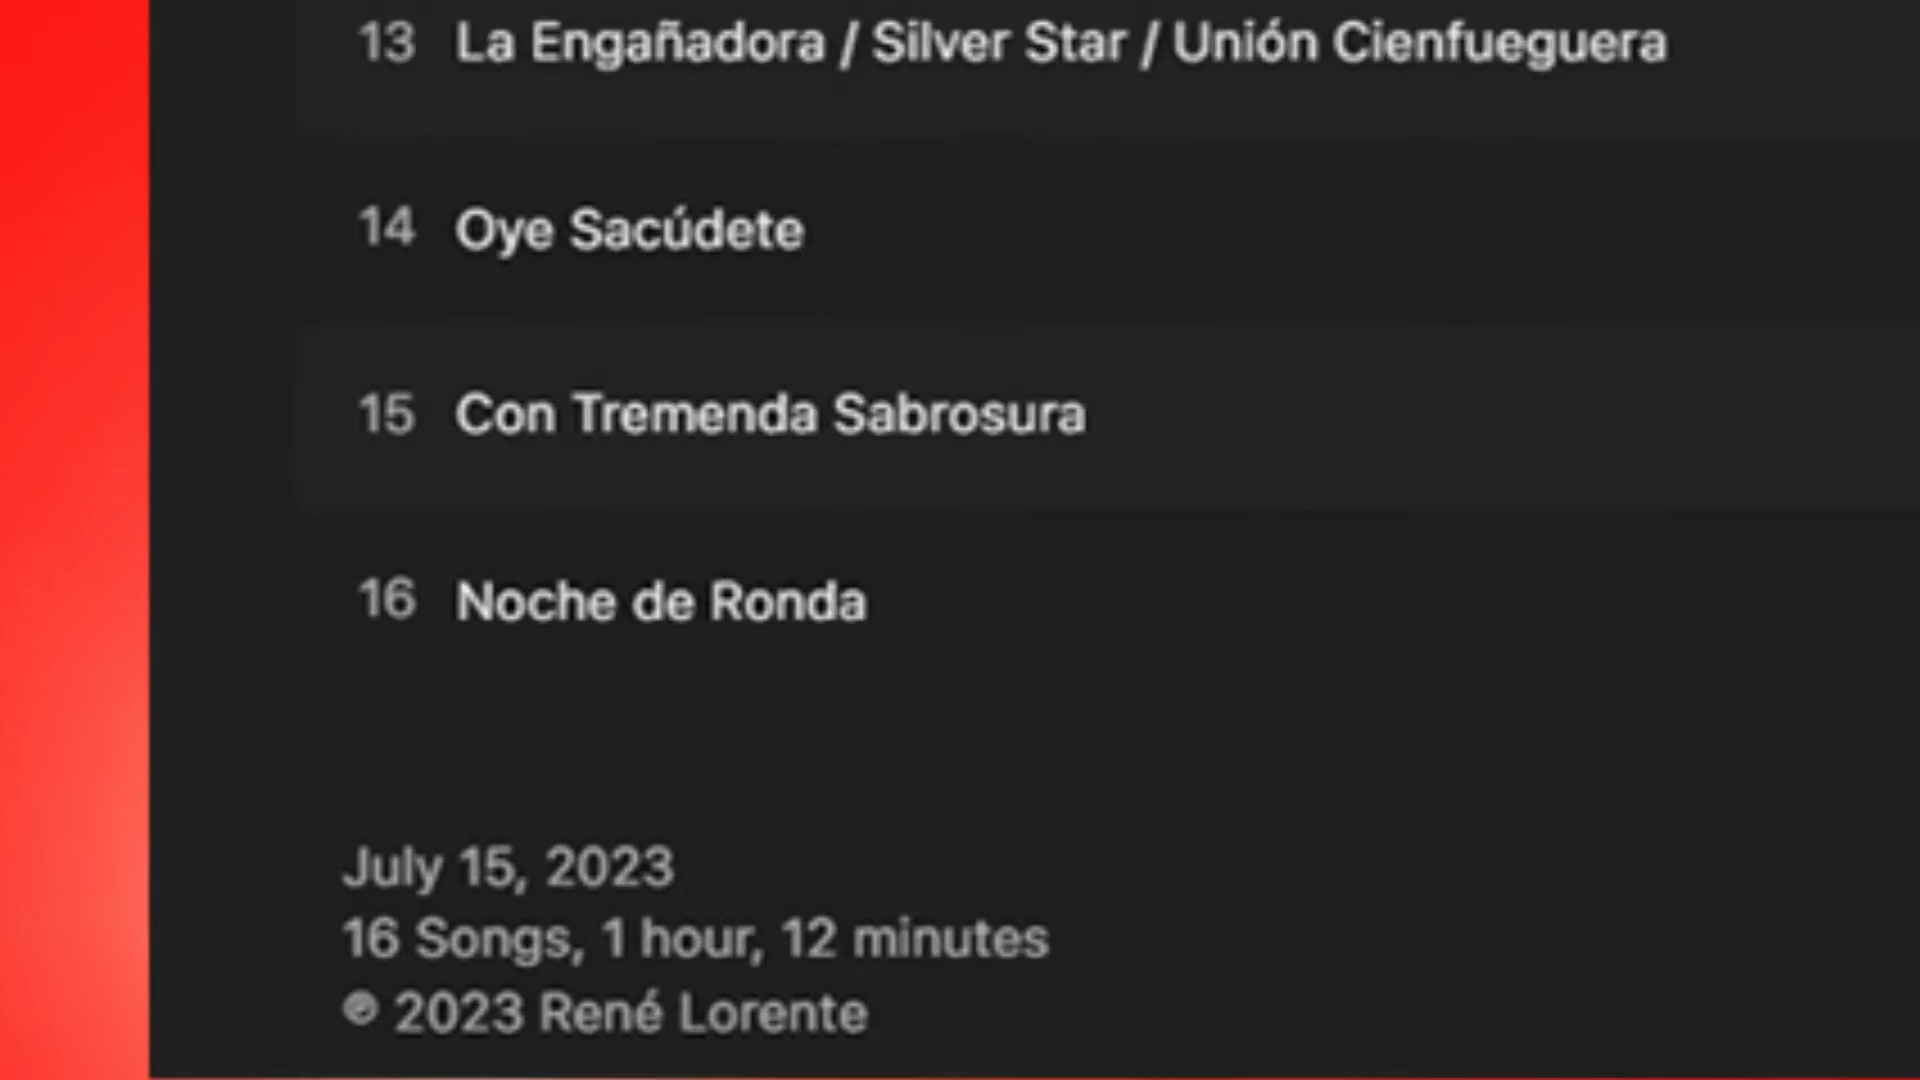 13 La Engañadora / Silver Star / Unión Cienfueguera
14 Oye Sacúdete
15 Con Tremenda Sabrosura
16 Noche de Ronda
July 15, 2023
16 Songs, 1 hour, 12 minutes
℗ 2023 René Lorente